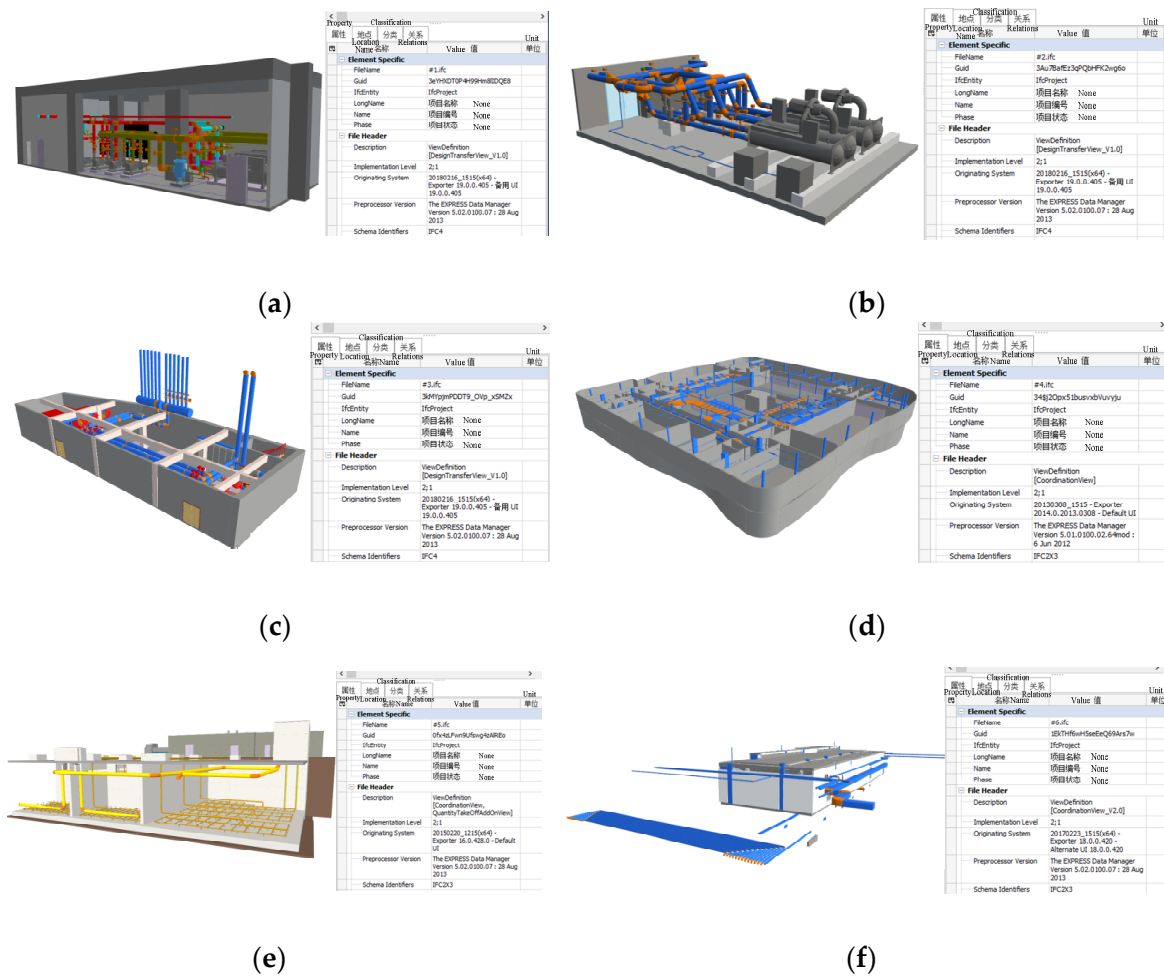 Property Classification
属性 地点 分类 关系 Unit
Location Relations
Name 名称 Value 值 单位
Element Specific
FileName #1.ifc
Guid 3eYHXDT0P4H99Hm8IDQE8
IfcEntity IfcProject
LongName 项目名称 None
Name 项目编号 None
Phase 项目状态 None
File Header
Description ViewDefinition
[DesignTransferView_V1.0]
Implementation Level 2;1
Originating System 20180216_1515(x64) -
Exporter 19.0.0.405 - 备用 UI
19.0.0.405
Preprocessor Version The EXPRESS Data Manager
Version 5.02.0100.07 : 28 Aug
2013
Schema Identifiers IFC4
(a)
Classification
属性 地点 分类 关系 Unit
Property Location Relations
Name 名称 Value 值 单位
Element Specific
FileName #2.ifc
Guid 3Au7BafEz3qPQbHFK2wg6o
IfcEntity IfcProject
LongName 项目名称 None
Name 项目编号 None
Phase 项目状态 None
File Header
Description ViewDefinition
[DesignTransferView_V1.0]
Implementation Level 2;1
Originating System 20180216_1515(x64) -
Exporter 19.0.0.405 - 备用 UI
19.0.0.405
Preprocessor Version The EXPRESS Data Manager
Version 5.02.0100.07 : 28 Aug
2013
Schema Identifiers IFC4
(b)
Classification
属性 地点 分类 关系 Unit
Property Location Relations
名称Name Value 值 单位
Element Specific
FileName #3.ifc
Guid 3kMYpjmPDDT9_OVp_xSMZx
IfcEntity IfcProject
LongName 项目名称 None
Name 项目编号 None
Phase 项目状态 None
File Header
Description ViewDefinition
[DesignTransferView_V1.0]
Implementation Level 2;1
Originating System 20180216_1515(x64) -
Exporter 19.0.0.405 - 备用 UI
19.0.0.405
Preprocessor Version The EXPRESS Data Manager
Version 5.02.0100.07 : 28 Aug
2013
Schema Identifiers IFC4
(c)
Classification
属性 地点 分类 关系 Unit
Property Location Relations
名称Name Value 值 单位
Element Specific
FileName #4.ifc
Guid
IfcEntity IfcProject
LongName 项目名称 None
Name 项目编号 None
Phase 项目状态 None
File Header
Description ViewDefinition
[CoordinationView]
Implementation Level 2;1
Originating System 20130308_1515 - Exporter
2014.0.2013.0308 - Default UI
Preprocessor Version The EXPRESS Data Manager
Version 5.01.0100.02.64mod :
6 Jun 2012
Schema Identifiers IFC2X3
(d)
Classification
属性 地点 分类 关系 Unit
Property Location Relations
名称Name Value 值 单位
Element Specific
FileName #5.ifc
Guid
IfcEntity IfcProject
LongName 项目名称 None
Name 项目编号 None
Phase 项目状态 None
File Header
Description ViewDefinition
[CoordinationView,
QuantityTakeOffAddOnView]
Implementation Level 2;1
Originating System 20150220_1215(x64) -
Exporter 16.0.428.0 - Default
UI
Preprocessor Version The EXPRESS Data Manager
Version 5.02.0100.07 : 28 Aug
2013
Schema Identifiers IFC2X3
(e)
Classification
属性 地点 分类 关系 Unit
Property Location Relations
名称Name Value 值 单位
Element Specific
FileName #6.ifc
Guid 1EkTHf6wH5seEeQ69Ars7w
IfcEntity IfcProject
LongName 项目名称 None
Name 项目编号 None
Phase 项目状态 None
File Header
Description ViewDefinition
[CoordinationView_V2.0]
Implementation Level 2;1
Originating System 20170223_1515(x64) -
Exporter 18.0.0.420 -
Alternate UI 18.0.0.420
Preprocessor Version The EXPRESS Data Manager
Version 5.02.0100.07 : 28 Aug
2013
Schema Identifiers IFC2X3
(f)